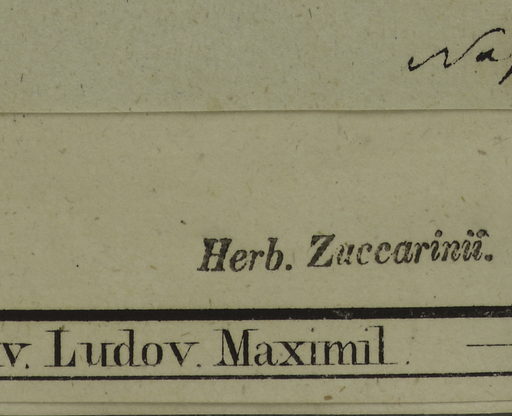 Herb. Zuccarinii.
v. Ludov. Maximil.